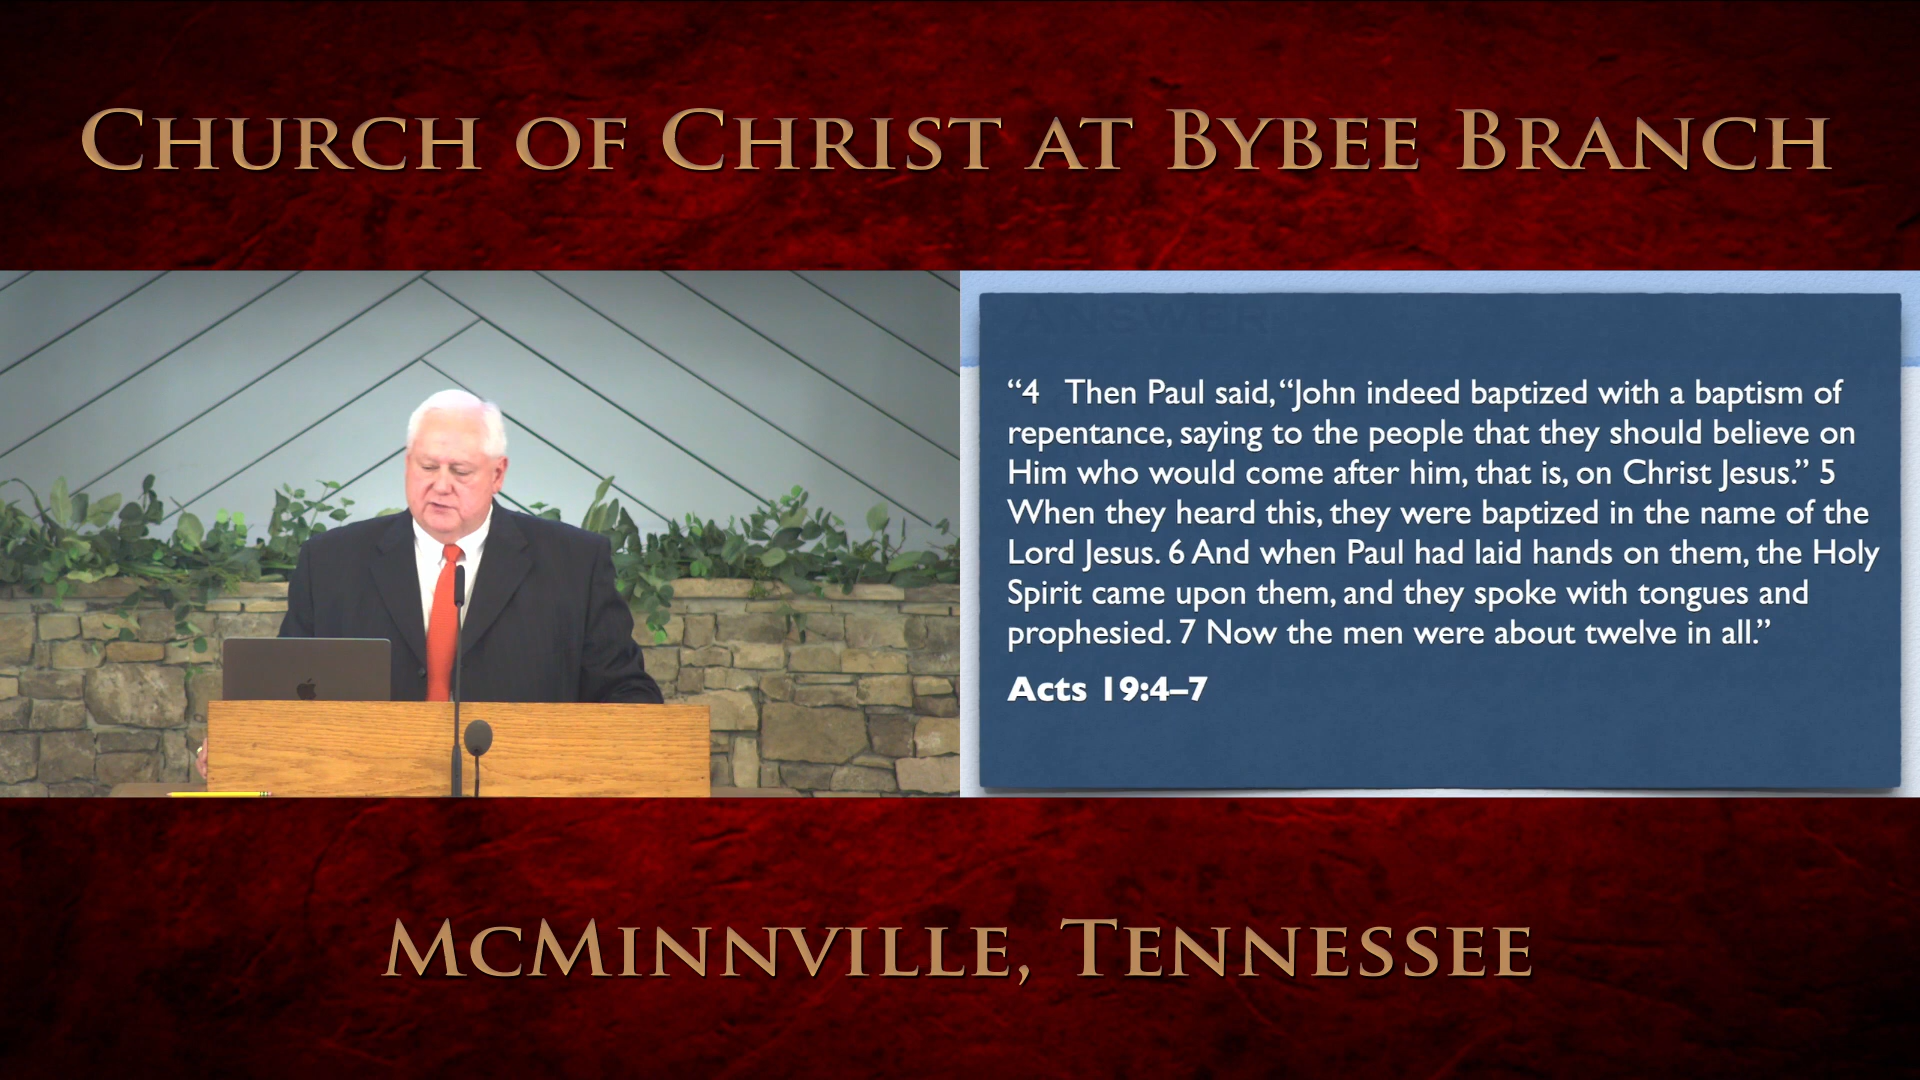 CHURCH OF CHRIST AT BYBEE BRANCH
ANSWER
“4 Then Paul said, “John indeed baptized with a baptism of
repentance, saying to the people that they should believe on
Him who would come after him, that is, on Christ Jesus.” 5
When they heard this, they were baptized in the name of the
Lord Jesus. 6 And when Paul had laid hands on them, the Holy
Spirit came upon them, and they spoke with tongues and
prophesied. 7 Now the men were about twelve in all.”
Acts 19:4–7
MCMINNVILLE, TENNESSEE